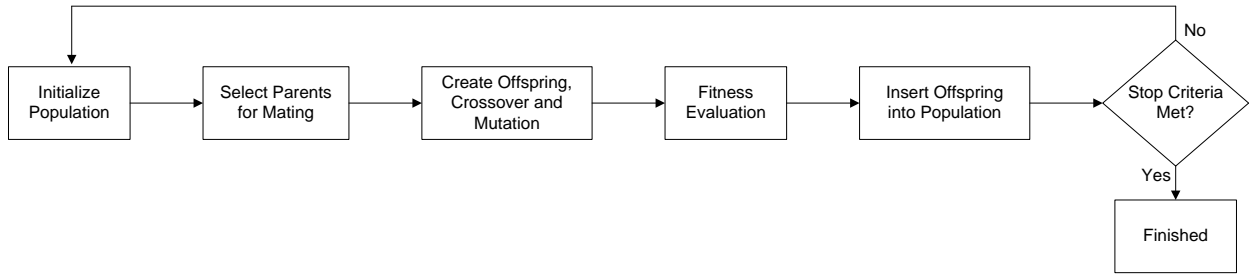 No
Initialize
Population
Select Parents
for Mating
Create Offspring,
Crossover and
Mutation
Fitness
Evaluation
Insert Offspring
into Population
Stop Criteria
Met?
Yes
Finished